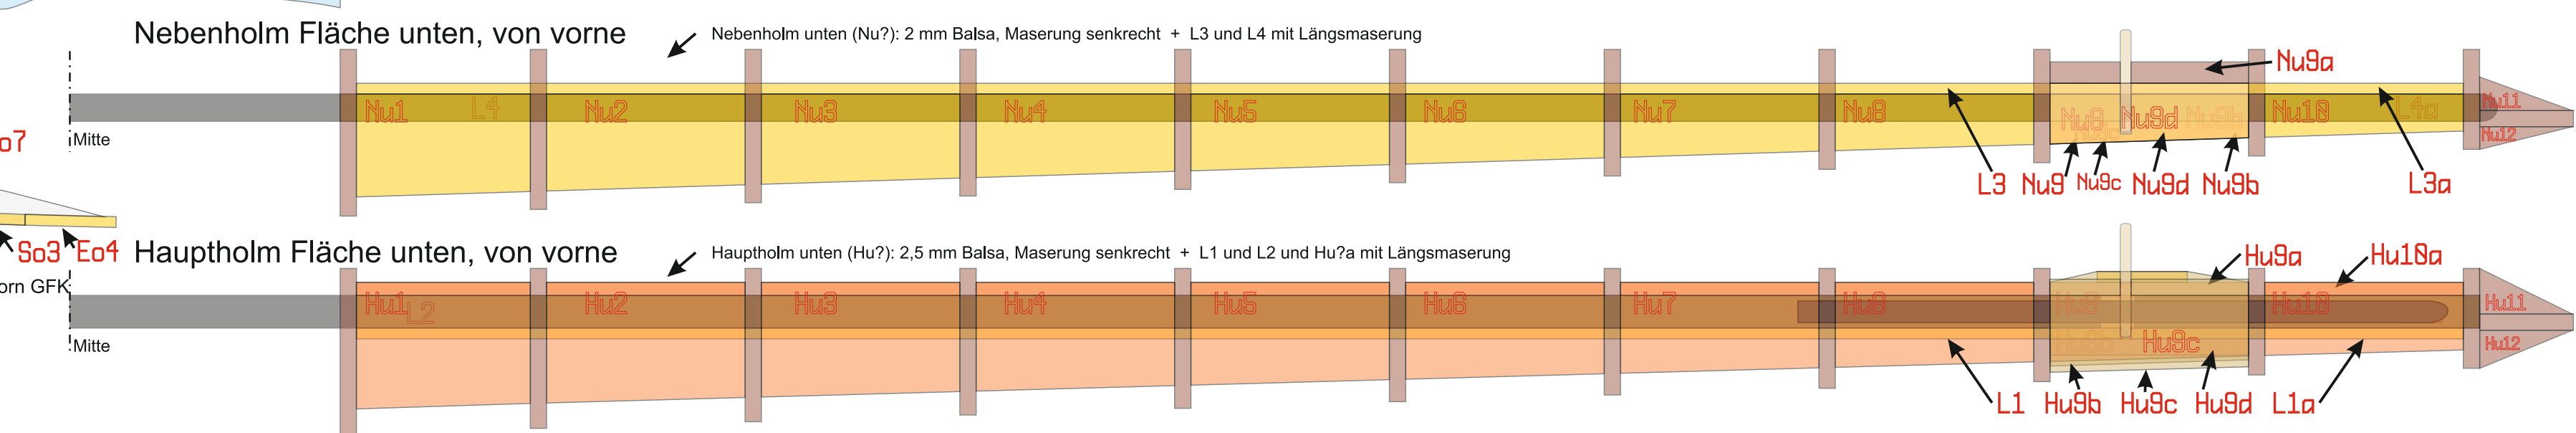 Nebenholm Fläche unten, von vorne
Nebenholm unten (Nu?): 2 mm Balsa, Maserung senkrecht + L3 und L4 mit Längsmaserung
Nu9a
Nu1 L4 Nu2 Nu3 Nu4 Nu5 Nu6 Nu7 Nu8 Nu9 Nu9d Nu9b Nu10 L4a Nu11
Nu9c Nu12
o7
Mitte
L3 Nu9 Nu9c Nu9d Nu9b L3a
So3 Eo4
Hauptholm Fläche unten, von vorne
Hauptholm unten (Hu?): 2,5 mm Balsa, Maserung senkrecht + L1 und L2 und Hu?a mit Längsmaserung
Hu9a Hu10a
orn GFK
Hu1 L2 Hu2 Hu3 Hu4 Hu5 Hu6 Hu7 Hu8 Hu10 Hu11
Mitte
Hu9b Hu9c Hu12
L1 Hu9b Hu9c Hu9d L1a